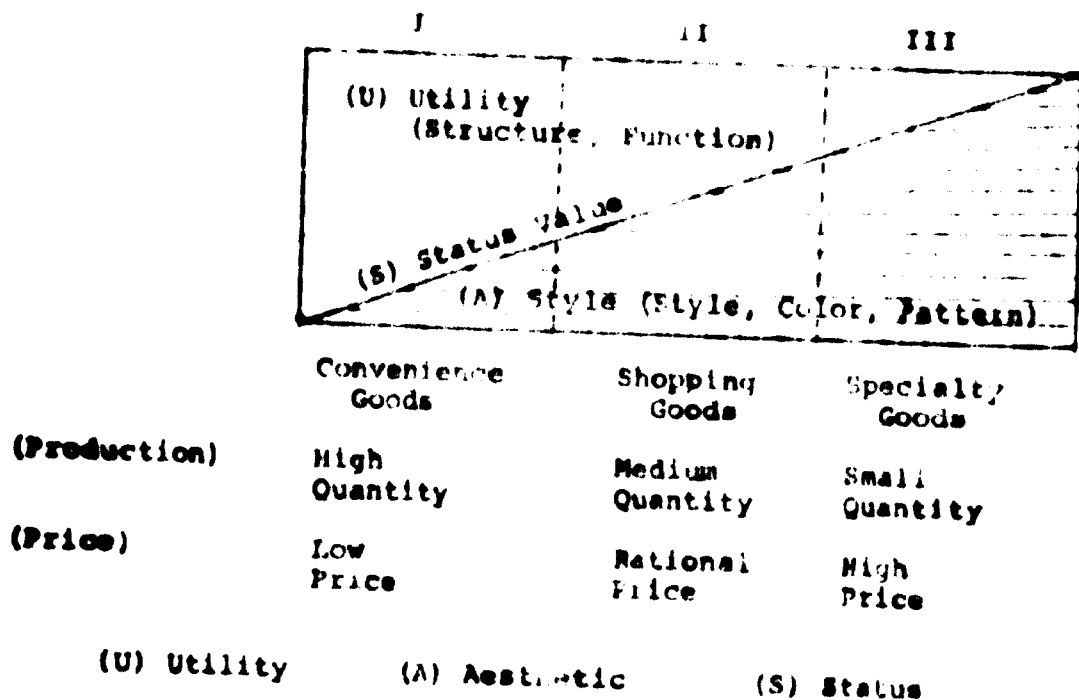 I II III
(U) Utility
(Structure, Function)
(S) Status Value
(A) Style (Style, Color, Pattern)
Convenience Shopping Specialty
Goods Goods Goods
(Production) High Medium Small
Quantity Quantity Quantity
(Price) Low Rational High
Price Price Price
(U) Utility (A) Aesthetic (S) Status